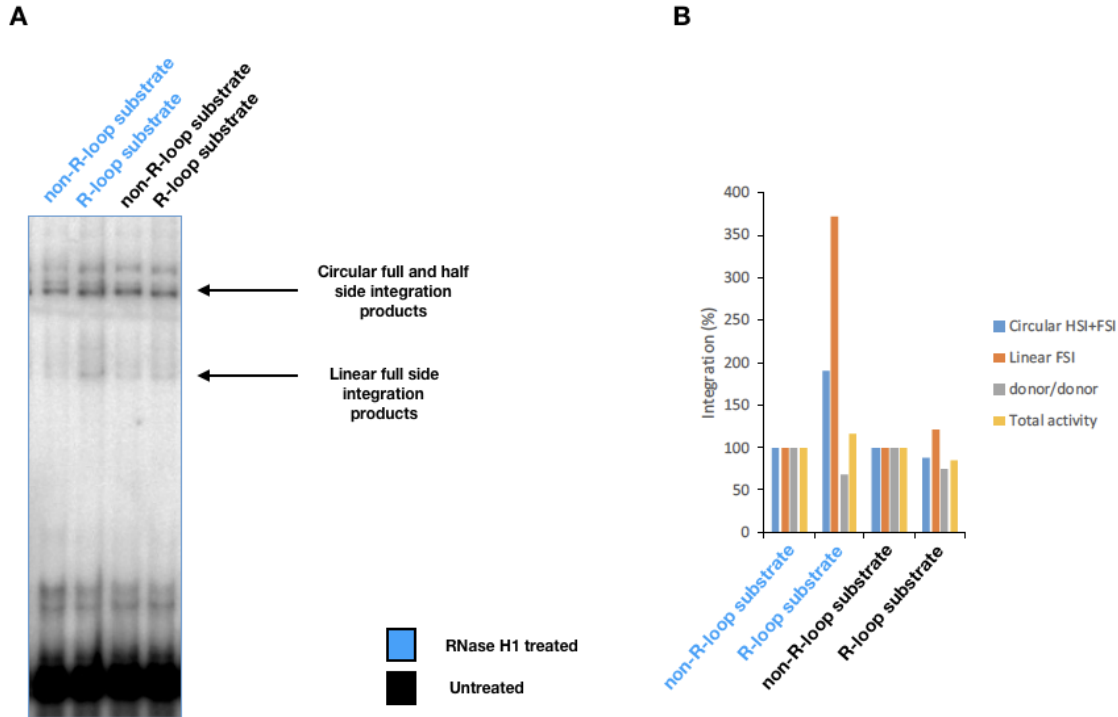 A
non-R-loop substrate
R-loop substrate
non-R-loop substrate
R-loop substrate
Circular full and half
side integration
products
Linear full side
integration
products
RNase H1 treated
Untreated
B
400
350
300
250
200
150
100
50
0
Integration (%)
Circular HSI+FSI
Linear FSI
donor/donor
Total activity
non-R-loop substrate
R-loop substrate
non-R-loop substrate
R-loop substrate